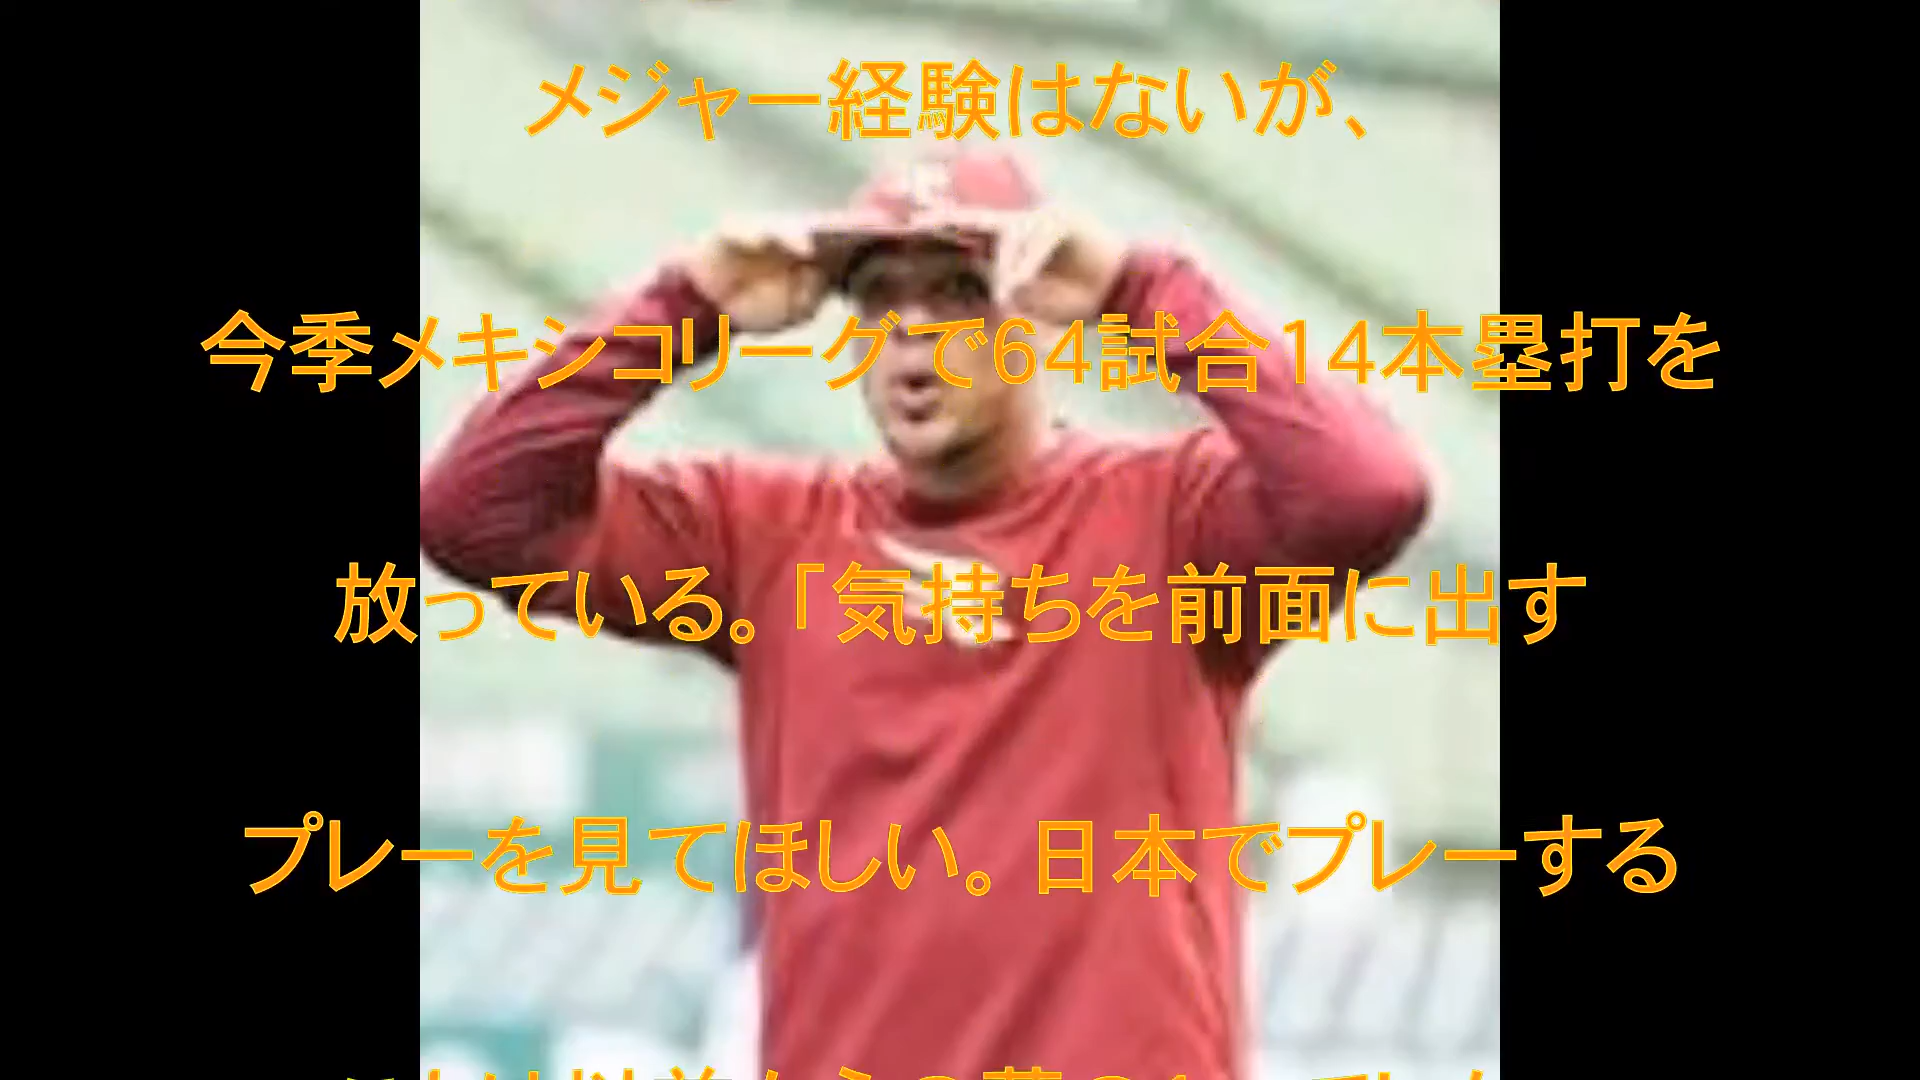 メジャー経験はないが、
今季メキシコリーグで64試合14本塁打を
放っている。「気持ちを前面に出す
プレーを見てほしい。日本でプレーする